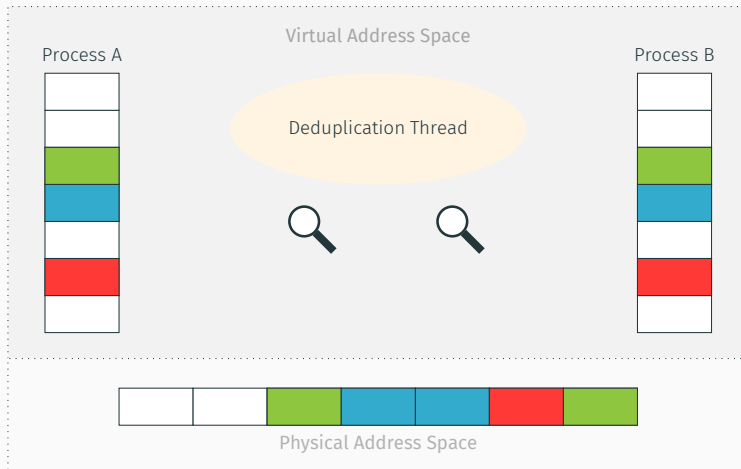 Virtual Address Space
Process A
Process B
Deduplication Thread
Physical Address Space